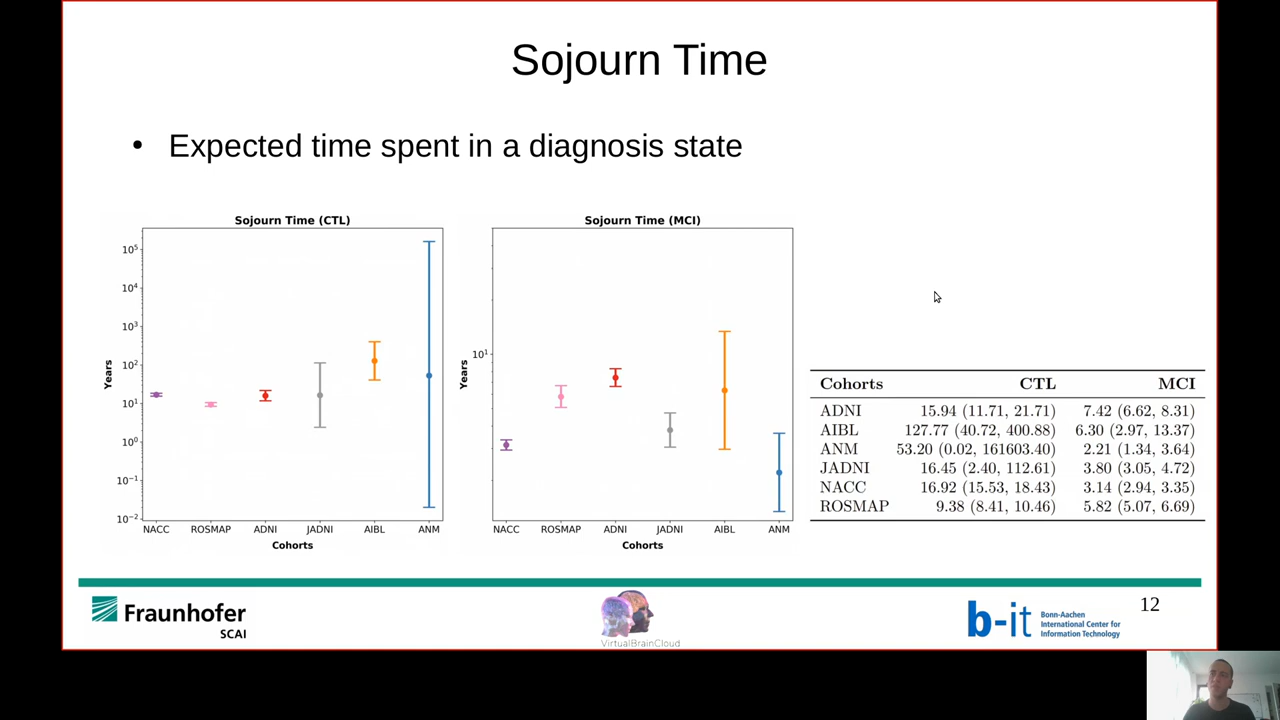 Sojourn Time
• Expected time spent in a diagnosis state
Sojourn Time (CTL)
Years
10⁵
10⁴
10³
10²
10¹
10⁰
10⁻¹
10⁻²
NACC ROSMAP ADNI JADNI AIBL ANM
Cohorts
Sojourn Time (MCI)
Years
10¹
NACC ROSMAP ADNI JADNI AIBL ANM
Cohorts
Cohorts CTL MCI
ADNI 15.94 (11.71, 21.71) 7.42 (6.62, 8.31)
AIBL 127.77 (40.72, 400.88) 6.30 (2.97, 13.37)
ANM 53.20 (0.02, 161603.40) 2.21 (1.34, 3.64)
JADNI 16.45 (2.40, 112.61) 3.80 (3.05, 4.72)
NACC 16.92 (15.53, 18.43) 3.14 (2.94, 3.35)
ROSMAP 9.38 (8.41, 10.46) 5.82 (5.07, 6.69)
Fraunhofer
SCAI
VirtualBrainCloud
b-it
Bonn-Aachen
International Center for
Information Technology
12